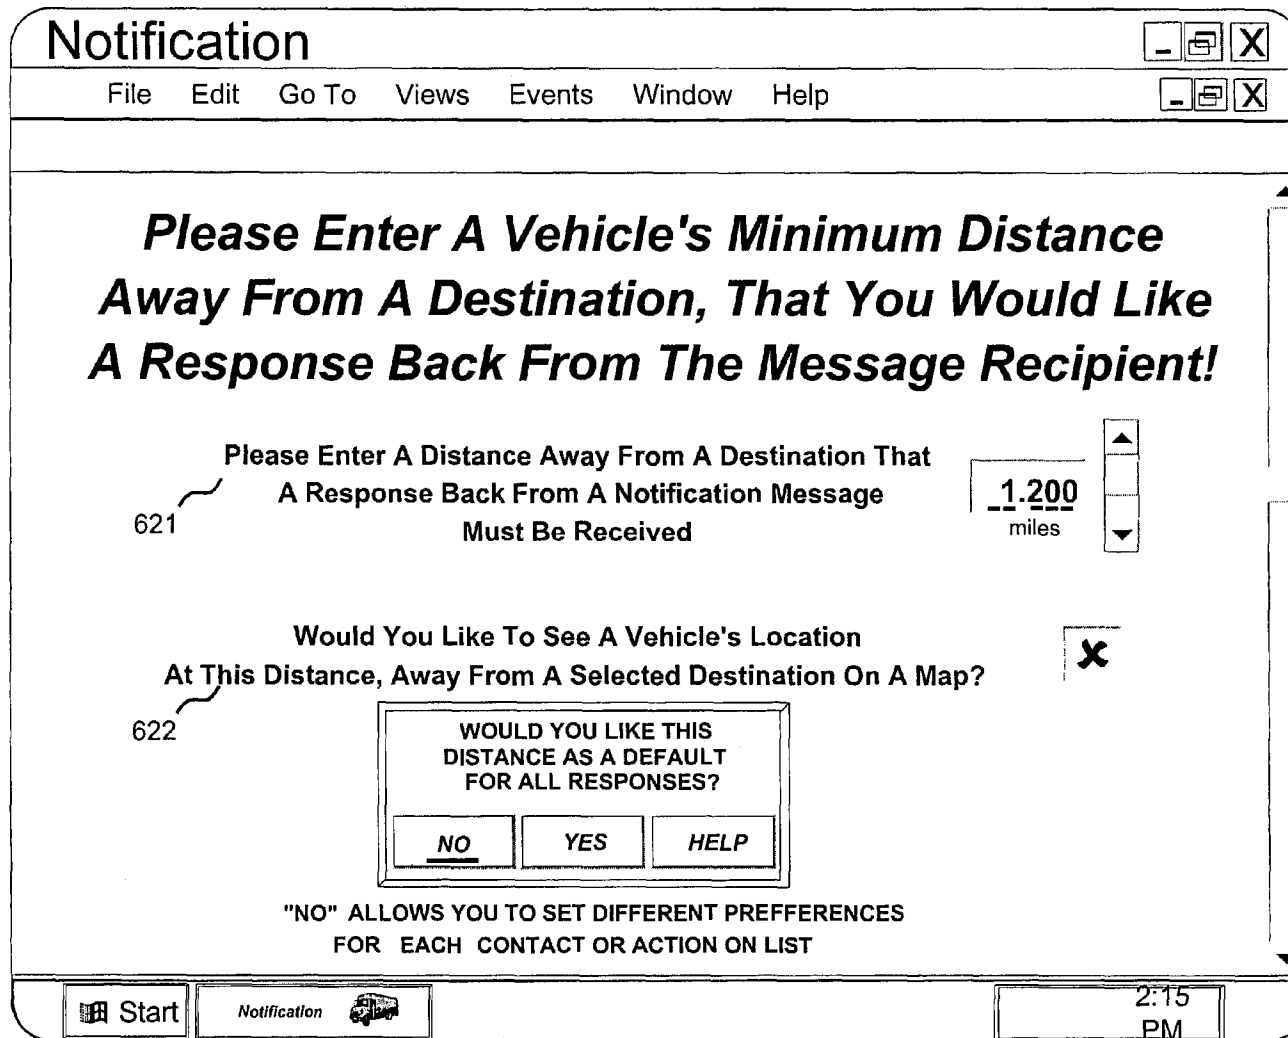 Notification
File Edit Go To Views Events Window Help
Please Enter A Vehicle's Minimum Distance
Away From A Destination, That You Would Like
A Response Back From The Message Recipient!
Please Enter A Distance Away From A Destination That
A Response Back From A Notification Message
Must Be Received
621
1.200
miles
Would You Like To See A Vehicle's Location
At This Distance, Away From A Selected Destination On A Map?
622
WOULD YOU LIKE THIS
DISTANCE AS A DEFAULT
FOR ALL RESPONSES?
NO YES HELP
"NO" ALLOWS YOU TO SET DIFFERENT PREFFERENCES
FOR EACH CONTACT OR ACTION ON LIST
Start Notification 2:15
PM